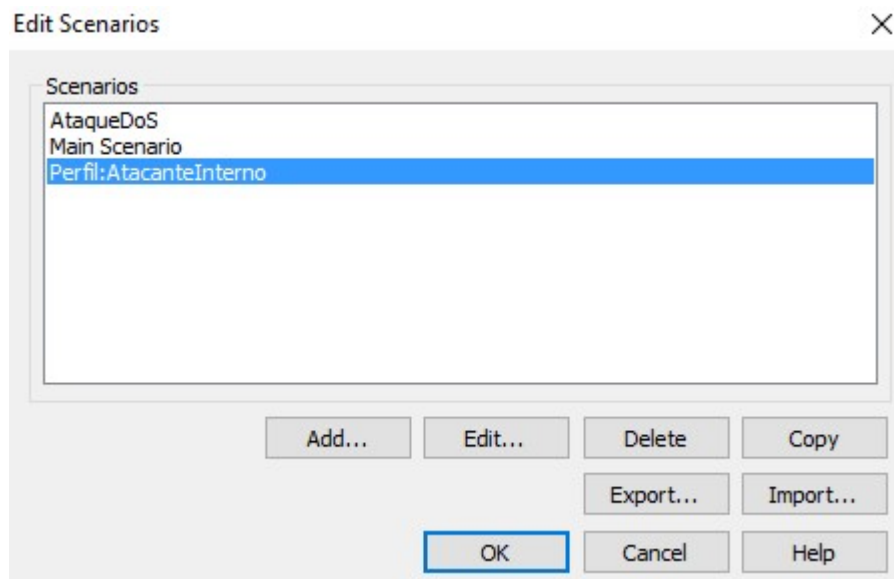 Edit Scenarios
Scenarios
AtaqueDoS
Main Scenario
Perfil:AtacanteInterno
Add... Edit... Delete Copy
Export... Import...
OK Cancel Help